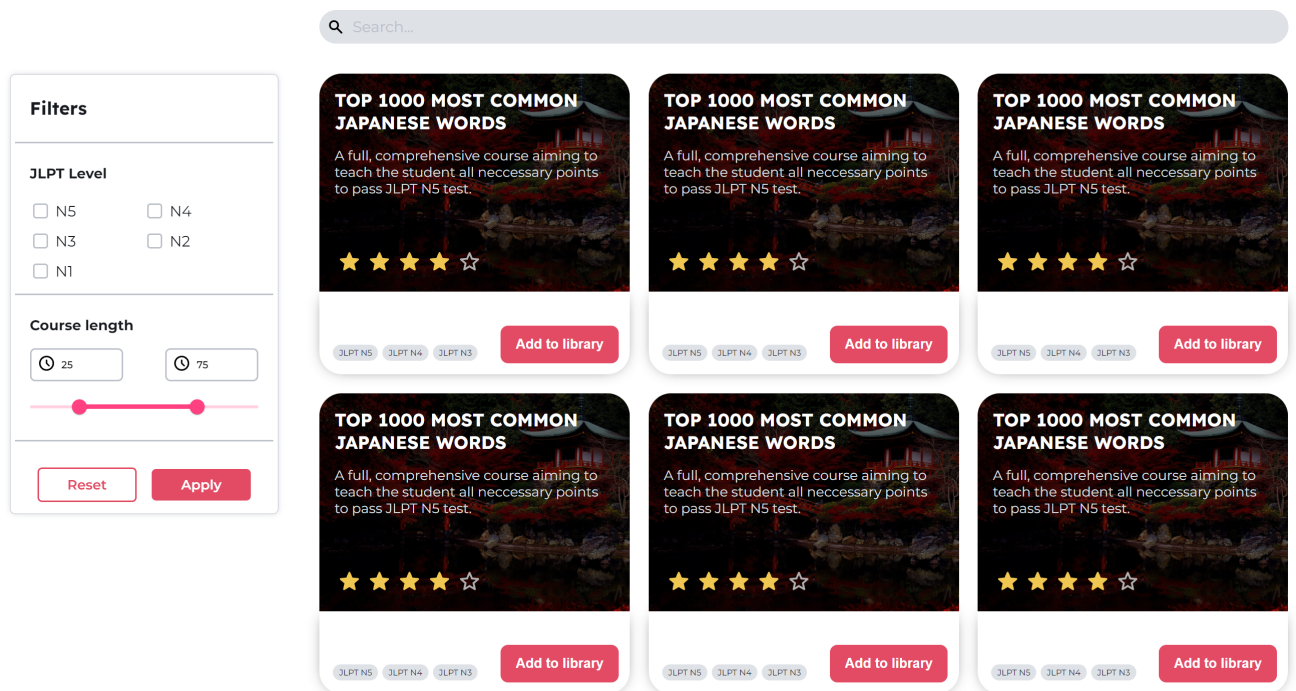 Search...
Filters
JLPT Level
N5
N4
N3
N2
N1
Course length
25
75
Reset
Apply
TOP 1000 MOST COMMON
JAPANESE WORDS
A full, comprehensive course aiming to
teach the student all neccessary points
to pass JLPT N5 test.
JLPT N5
JLPT N4
JLPT N3
Add to library
TOP 1000 MOST COMMON
JAPANESE WORDS
A full, comprehensive course aiming to
teach the student all neccessary points
to pass JLPT N5 test.
JLPT N5
JLPT N4
JLPT N3
Add to library
TOP 1000 MOST COMMON
JAPANESE WORDS
A full, comprehensive course aiming to
teach the student all neccessary points
to pass JLPT N5 test.
JLPT N5
JLPT N4
JLPT N3
Add to library
TOP 1000 MOST COMMON
JAPANESE WORDS
A full, comprehensive course aiming to
teach the student all neccessary points
to pass JLPT N5 test.
JLPT N5
JLPT N4
JLPT N3
Add to library
TOP 1000 MOST COMMON
JAPANESE WORDS
A full, comprehensive course aiming to
teach the student all neccessary points
to pass JLPT N5 test.
JLPT N5
JLPT N4
JLPT N3
Add to library
TOP 1000 MOST COMMON
JAPANESE WORDS
A full, comprehensive course aiming to
teach the student all neccessary points
to pass JLPT N5 test.
JLPT N5
JLPT N4
JLPT N3
Add to library